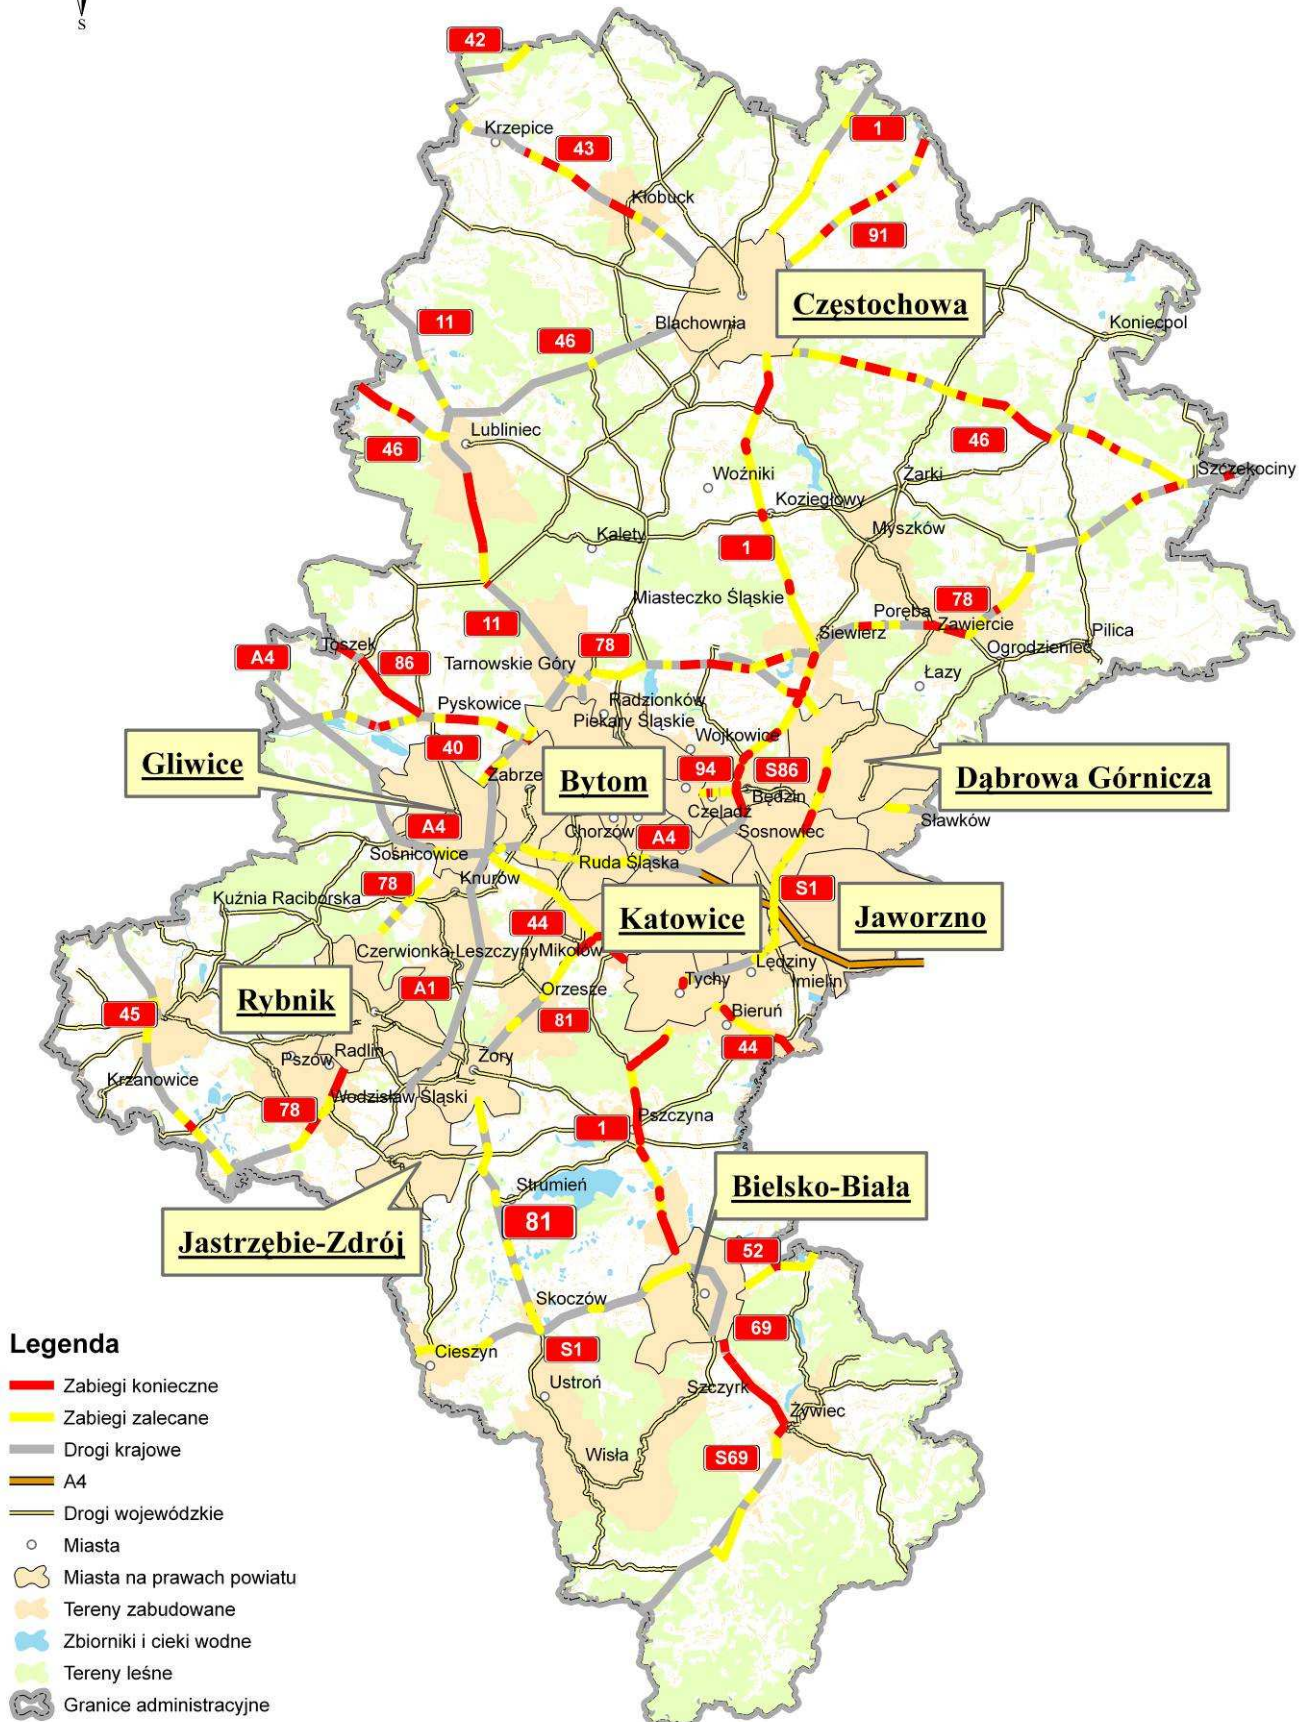 S
42
Krzepice
43
1
Kłobuck
91
Częstochowa
11
46
Blachownia
Koniecpol
46
Lubliniec
46
Szczekociny
Woźniki
Żarki
Koziegłowy
Myszków
Kalety
1
Miasteczko Śląskie
78
Poręba
11
Siewierz
Zawiercie
Pilica
Toszek
78
Ogrodzieniec
A4
86
Tarnowskie Góry
Łazy
Pyskowice
Radzionków
Piekary Śląskie
40
Wojkowice
Gliwice
94
S86
Zabrze
Bytom
Dąbrowa Górnicza
Będzin
Czeladź
A4
Chorzów
A4
Sosnowiec
Sławków
Sośnicowice
Ruda Śląska
78
Knurów
S1
Kuźnia Raciborska
Katowice
Jaworzno
44
Czerwionka-Leszczyny
Mikołów
Lędziny
Tychy
Imielin
Rybnik
A1
Orzesze
45
81
Bieruń
44
Pszów
Radlin
Żory
Krzanowice
Wodzisław Śląski
78
1
Pszczyna
Bielsko-Biała
Strumień
81
Jastrzębie-Zdrój
52
Skoczów
69
S1
Cieszyn
Ustroń
Szczyrk
Żywiec
Wisła
S69
Legenda
Zabiegi konieczne
Zabiegi zalecane
Drogi krajowe
A4
Drogi wojewódzkie
Miasta
Miasta na prawach powiatu
Tereny zabudowane
Zbiorniki i cieki wodne
Tereny leśne
Granice administracyjne